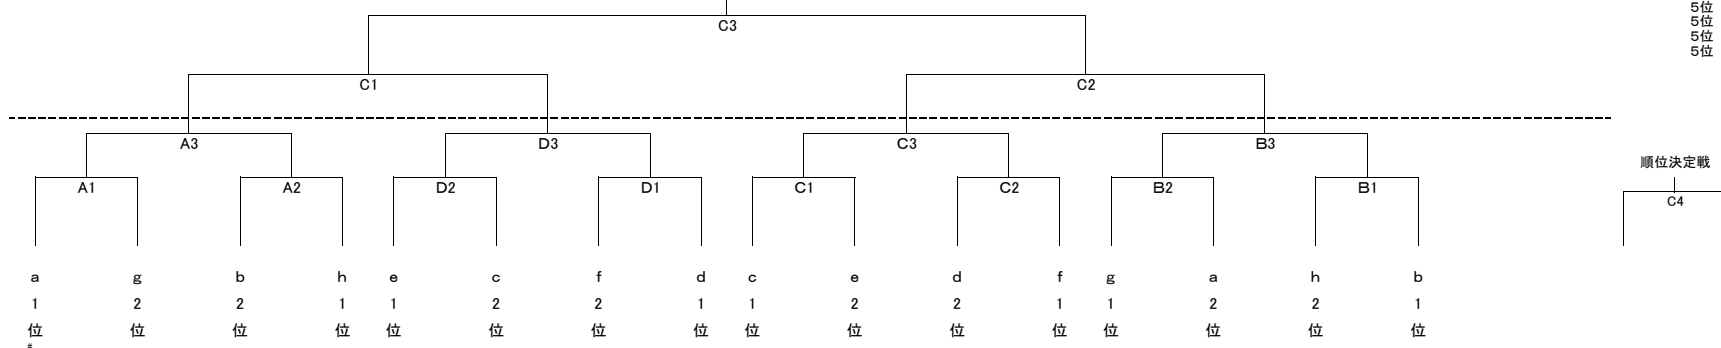 5位
C3
5位
5位
5位
C1 C2
A3 D3 C3 B3
順位決定戦
A1 A2 D2 D1 C1 C2 B2 B1
C4
a g b h e c f d c e d f g a h b
1 2 2 1 1 2 2 1 1 2 2 1 1 2 2 1
位 位 位 位 位 位 位 位 位 位 位 位 位 位 位 位
#